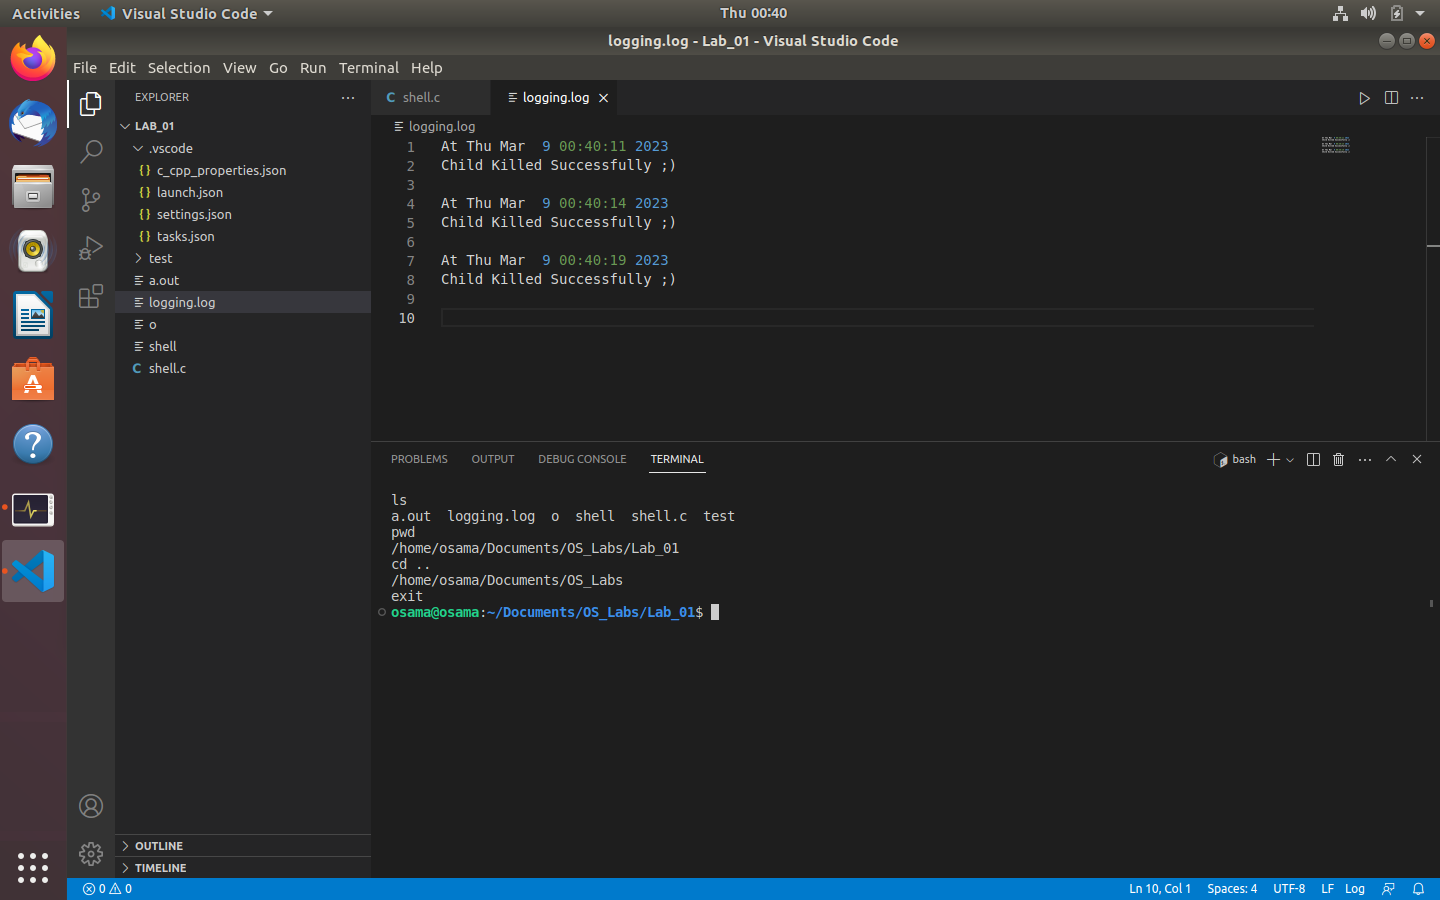 Activities Visual Studio Code Thu 00:40
logging.log - Lab_01 - Visual Studio Code
File Edit Selection View Go Run Terminal Help
EXPLORER
LAB_01
.vscode
{} c_cpp_properties.json
{} launch.json
{} settings.json
{} tasks.json
test
a.out
logging.log
o
shell
C shell.c
OUTLINE
TIMELINE
C shell.c logging.log
logging.log
1 At Thu Mar  9 00:40:11 2023
2 Child Killed Successfully ;)
3
4 At Thu Mar  9 00:40:14 2023
5 Child Killed Successfully ;)
6
7 At Thu Mar  9 00:40:19 2023
8 Child Killed Successfully ;)
9
10
PROBLEMS OUTPUT DEBUG CONSOLE TERMINAL bash
ls
a.out  logging.log  o  shell  shell.c  test
pwd
/home/osama/Documents/OS_Labs/Lab_01
cd ..
/home/osama/Documents/OS_Labs
exit
osama@osama:~/Documents/OS_Labs/Lab_01$
0 0 Ln 10, Col 1 Spaces: 4 UTF-8 LF Log